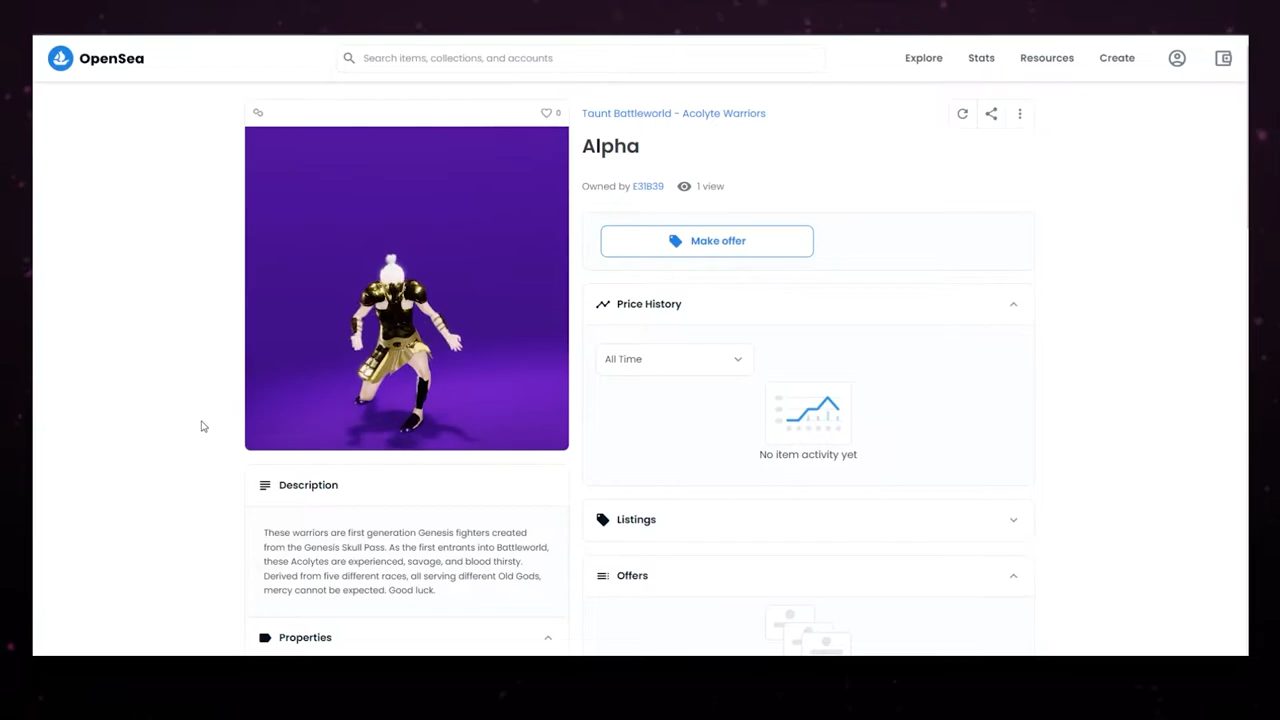 OpenSea
Search items, collections, and accounts
Explore
Stats
Resources
Create
0
Taunt Battleworld - Acolyte Warriors
Alpha
Owned by E31B39
1 view
Make offer
Price History
All Time
No item activity yet
Listings
Offers
Description
These warriors are first generation Genesis fighters created
from the Genesis Skull Pass. As the first entrants into Battleworld,
these Acolytes are experienced, savage, and blood thirsty.
Derived from five different races, all serving different Old Gods,
mercy cannot be expected. Good luck.
Properties